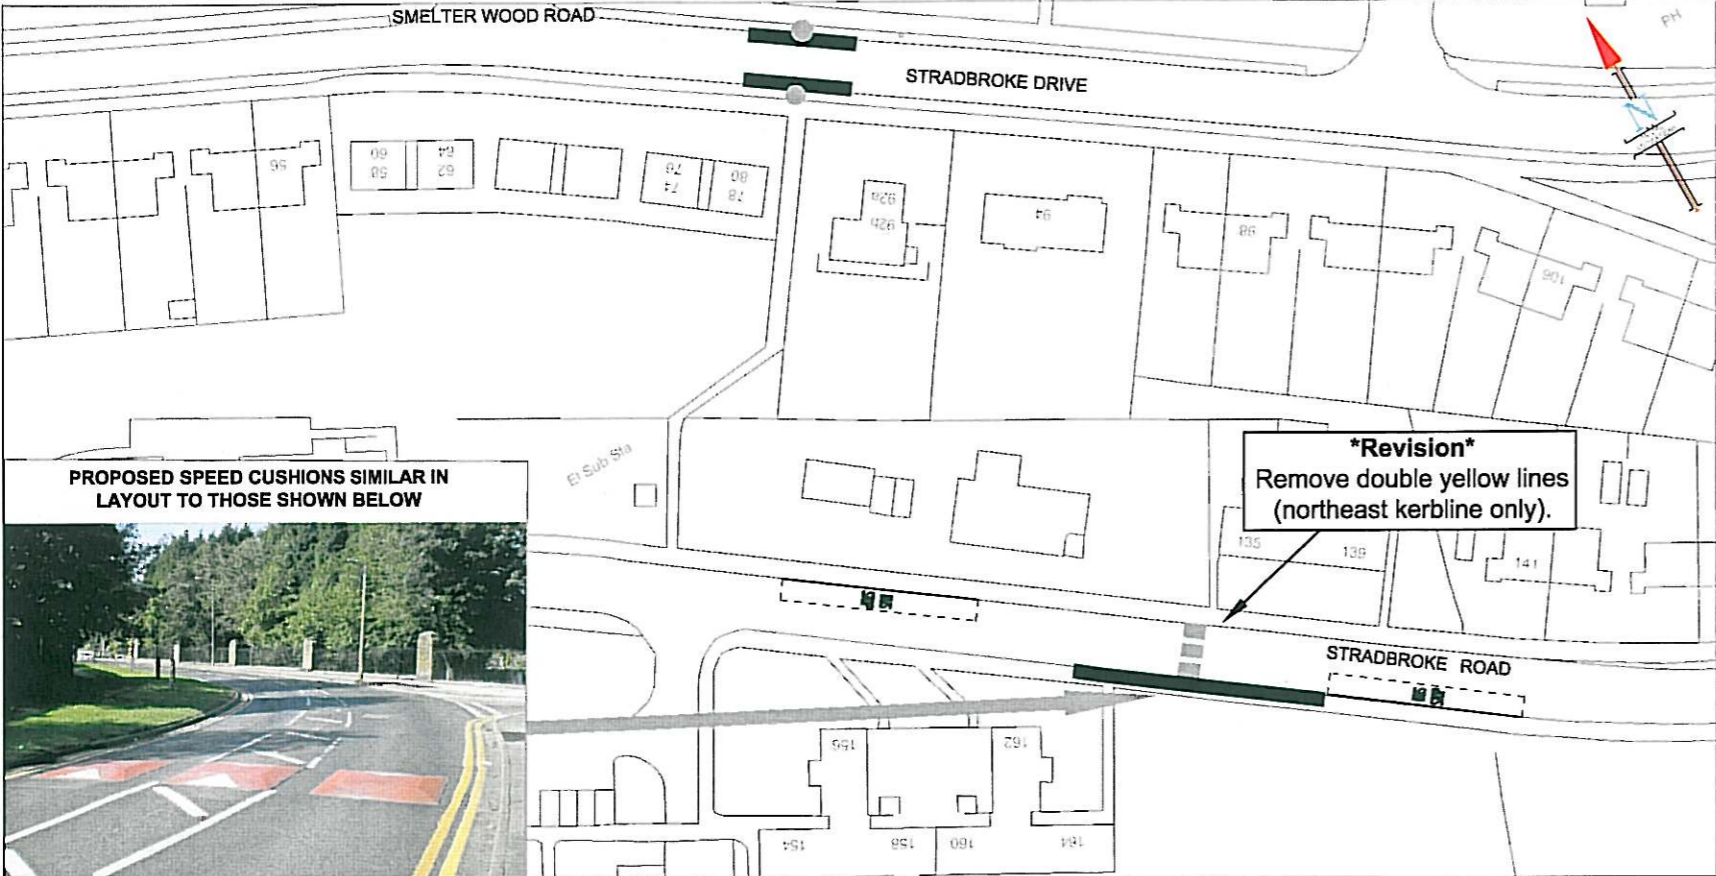 SMELTER WOOD ROAD
STRADBROKE DRIVE
PH
N
56
60 64
58 62
76 80
74 78
92a
92b
94
98
106
El Sub Sta
*Revision*
Remove double yellow lines
(northeast kerbline only).
PROPOSED SPEED CUSHIONS SIMILAR IN
LAYOUT TO THOSE SHOWN BELOW
135
139
141
STRADBROKE ROAD
156
162
154
158
160
164